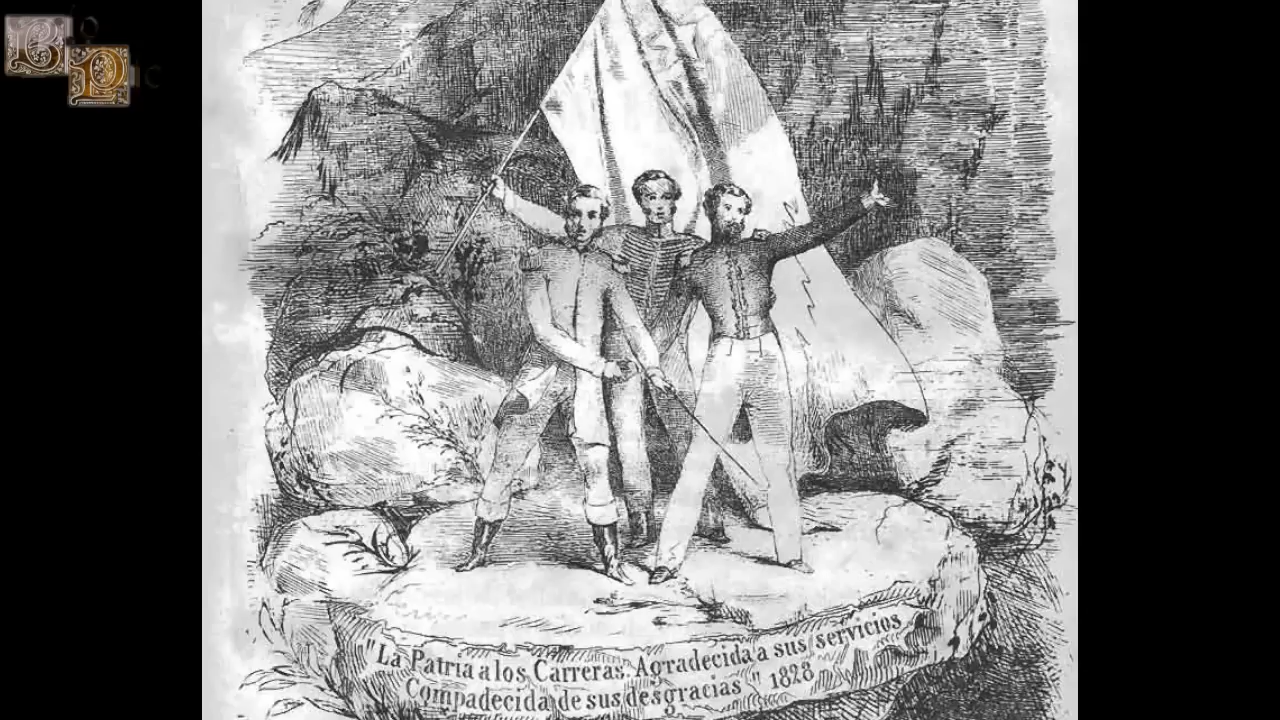 "La Patria a los Carreras. Agradecida a sus servicios
Compadecida de sus desgracias" 1828